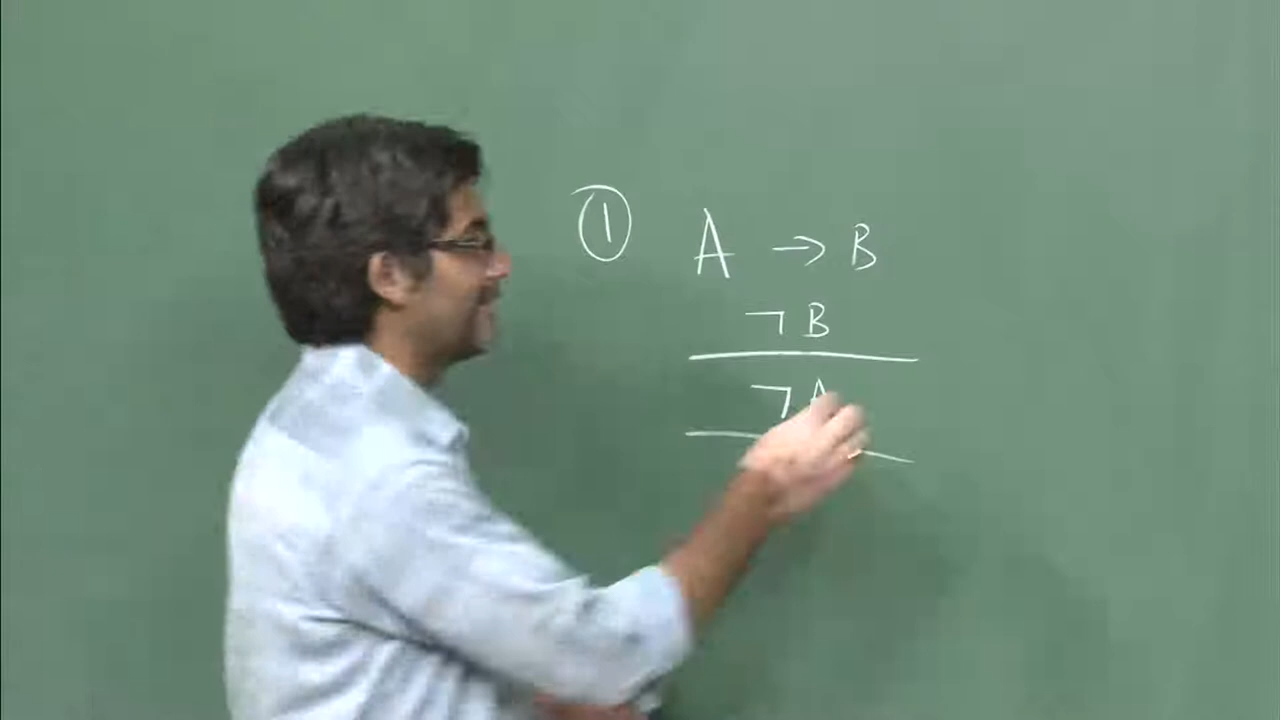 ① A → B
¬ B
¬ A